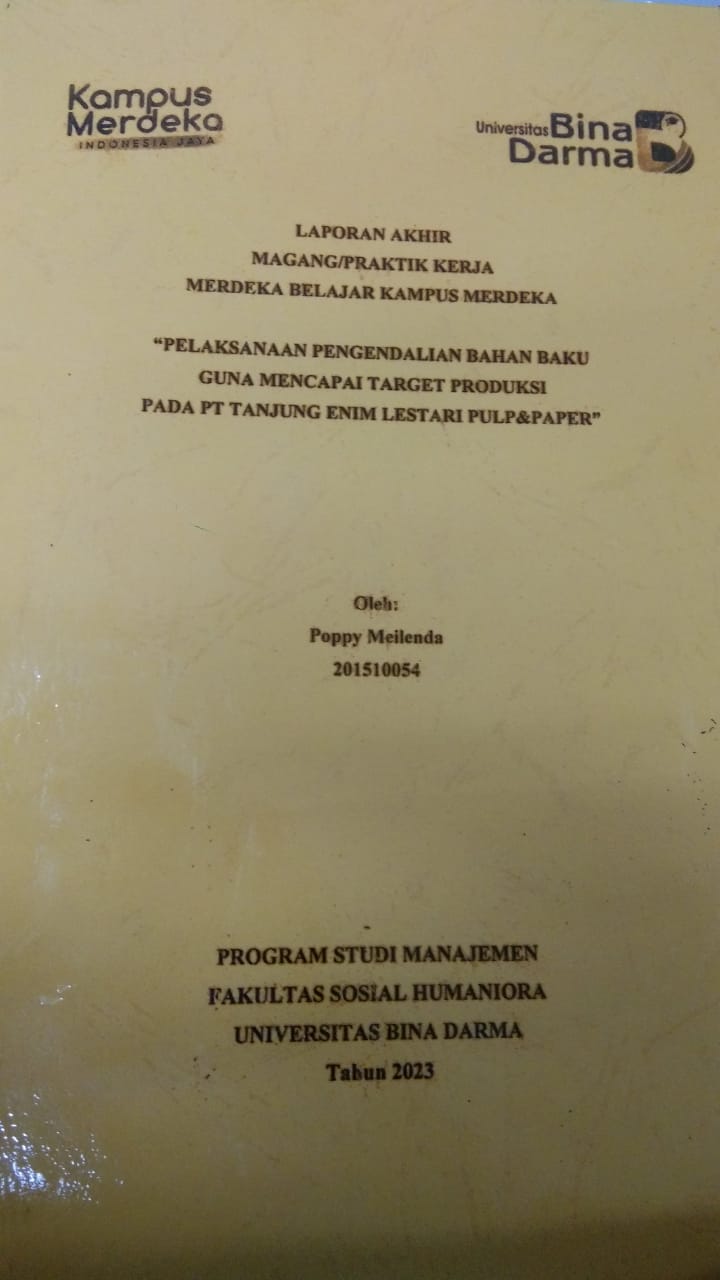 Kampus
Merdeka
INDONESIA JAYA
Universitas Bina
Darma
LAPORAN AKHIR
MAGANG/PRAKTIK KERJA
MERDEKA BELAJAR KAMPUS MERDEKA
“PELAKSANAAN PENGENDALIAN BAHAN BAKU
GUNA MENCAPAI TARGET PRODUKSI
PADA PT TANJUNG ENIM LESTARI PULP&PAPER”
Oleh:
Poppy Meilenda
201510054
PROGRAM STUDI MANAJEMEN
FAKULTAS SOSIAL HUMANIORA
UNIVERSITAS BINA DARMA
Tahun 2023